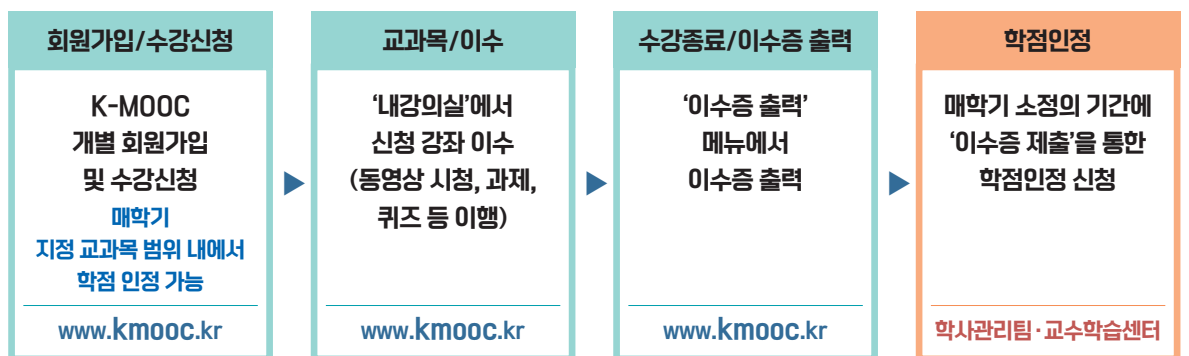 회원가입/수강신청
K-MOOC
개별 회원가입
및 수강신청
매학기
지정 교과목 범위 내에서
학점 인정 가능
www.kmooc.kr
교과목/이수
‘내강의실’에서
신청 강좌 이수
(동영상 시청, 과제,
퀴즈 등 이행)
www.kmooc.kr
수강종료/이수증 출력
‘이수증 출력’
메뉴에서
이수증 출력
www.kmooc.kr
학점인정
매학기 소정의 기간에
‘이수증 제출’을 통한
학점인정 신청
학사관리팀·교수학습센터